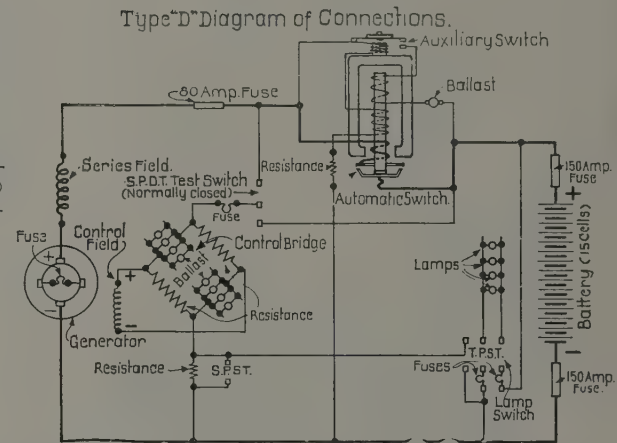 Type "D" Diagram of Connections.
Auxiliary Switch
80 Amp. Fuse
Ballast
Series Field.
Resistance
150 Amp.
Fuse
S.P.D.T. Test Switch
(Normally closed)
Automatic Switch.
+
Fuse
Control
Field
Fuse
Control Bridge
Ballast
Lamps
Battery (15 cells)
+
+
−
−
Resistance
Generator
T.P.S.T.
−
Resistance
S.P.S.T.
Fuses
150 Amp.
Fuse.
Lamp
Switch